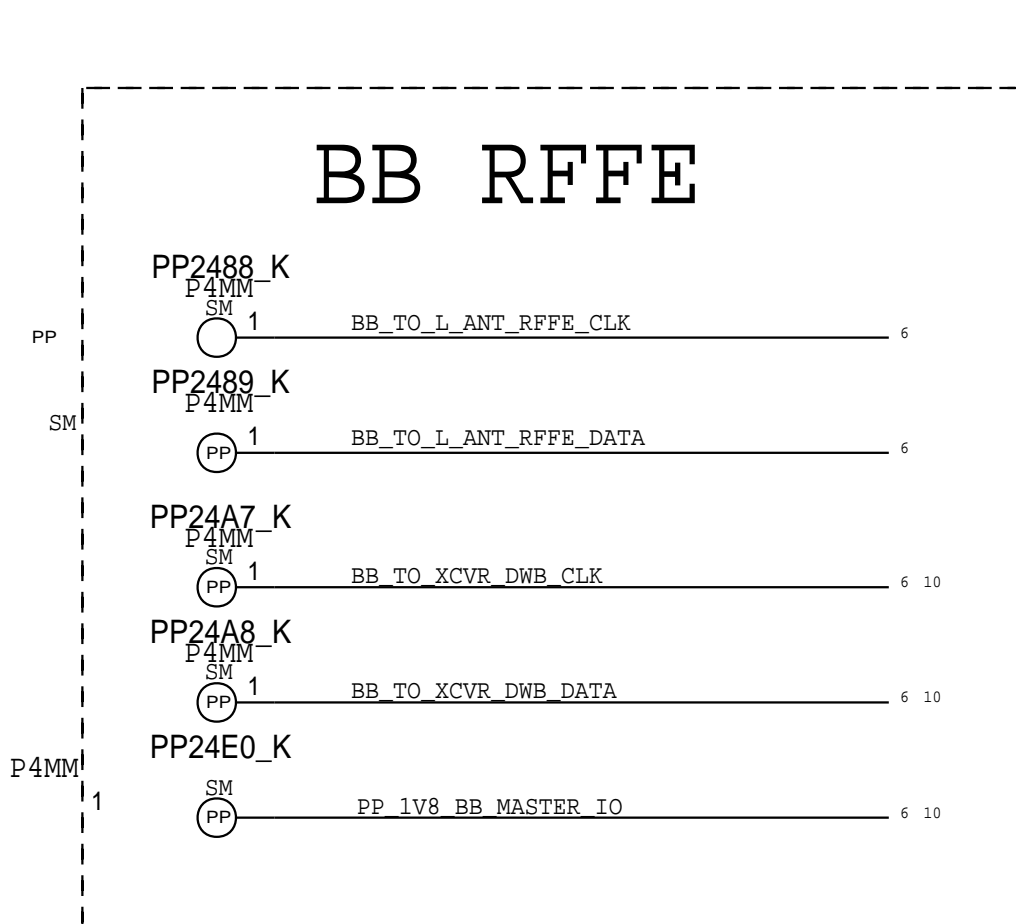 BB RFFE
PP2488_K
P4MM
SM
1 BB_TO_L_ANT_RFFE_CLK 6
PP
PP2489_K
P4MM
SM
PP 1 BB_TO_L_ANT_RFFE_DATA 6
PP24A7_K
P4MM
SM
PP 1 BB_TO_XCVR_DWB_CLK 6 10
PP24A8_K
P4MM
SM
PP 1 BB_TO_XCVR_DWB_DATA 6 10
PP24E0_K
P4MM
SM
1
PP PP_1V8_BB_MASTER_IO 6 10